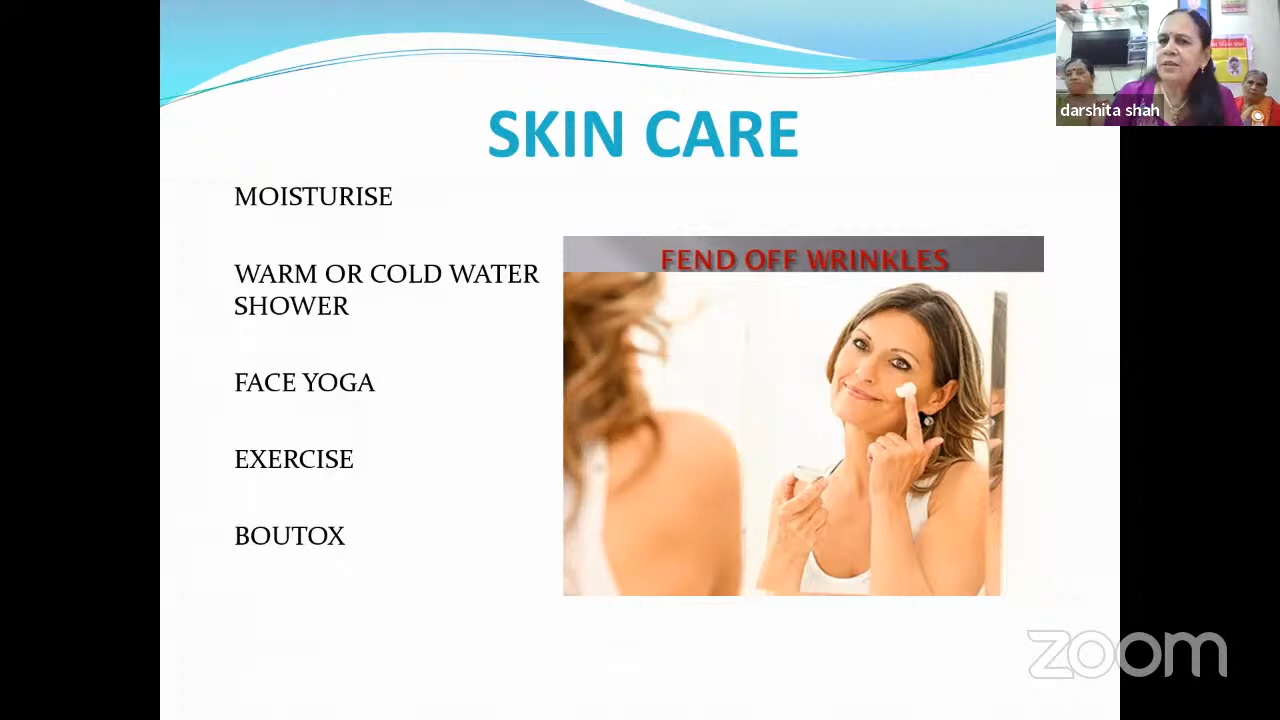 darshita shah
SKIN CARE
MOISTURISE
WARM OR COLD WATER
SHOWER
FACE YOGA
EXERCISE
BOUTOX
FEND OFF WRINKLES
zoom